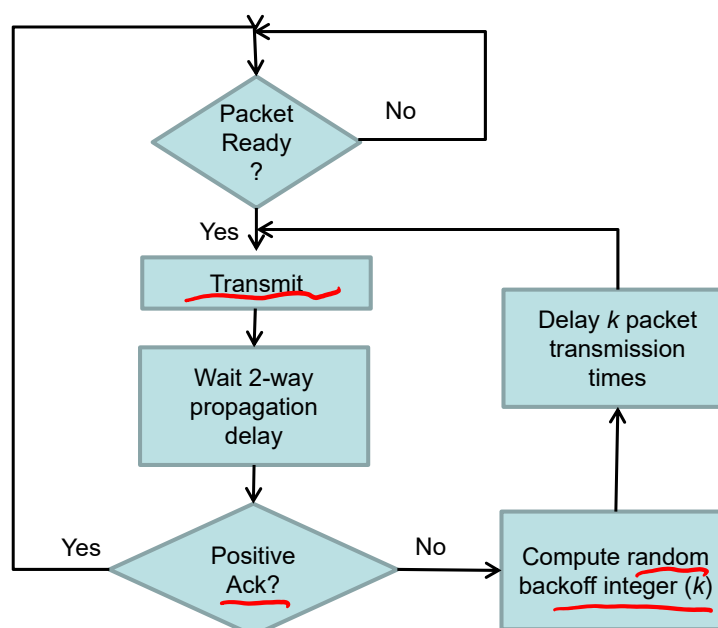 Packet
Ready
?
No
Yes
Transmit
Wait 2-way
propagation
delay
Positive
Ack?
Yes
No
Compute random
backoff integer (k)
Delay k packet
transmission
times